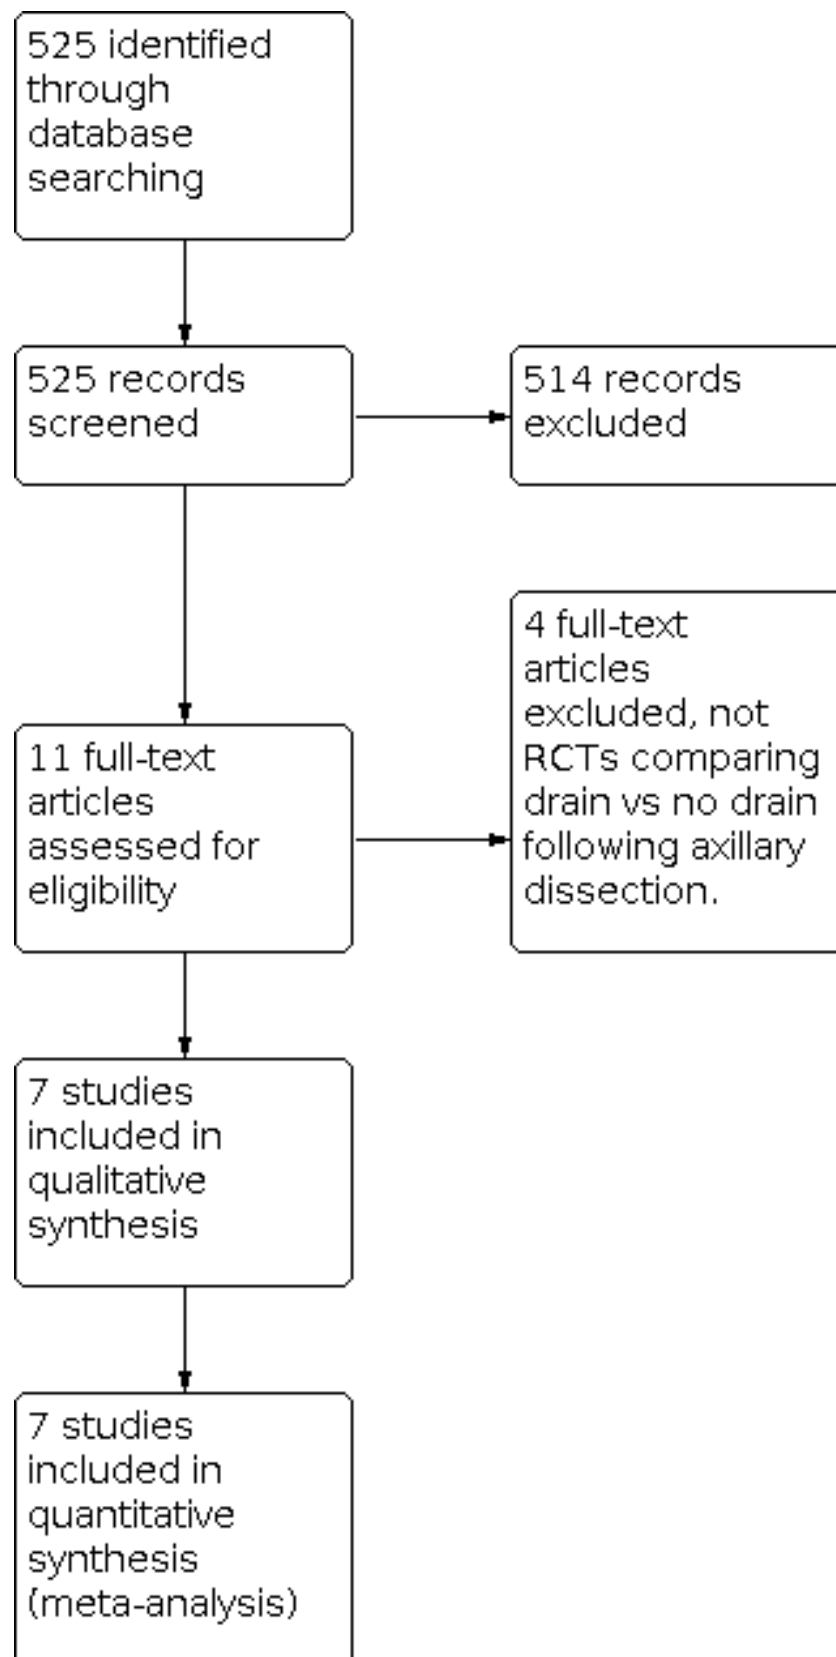 525 identified
through
database
searching
525 records
screened
514 records
excluded
4 full-text
articles
excluded, not
RCTs comparing
drain vs no drain
following axillary
dissection.
11 full-text
articles
assessed for
eligibility
7 studies
included in
qualitative
synthesis
7 studies
included in
quantitative
synthesis
(meta-analysis)